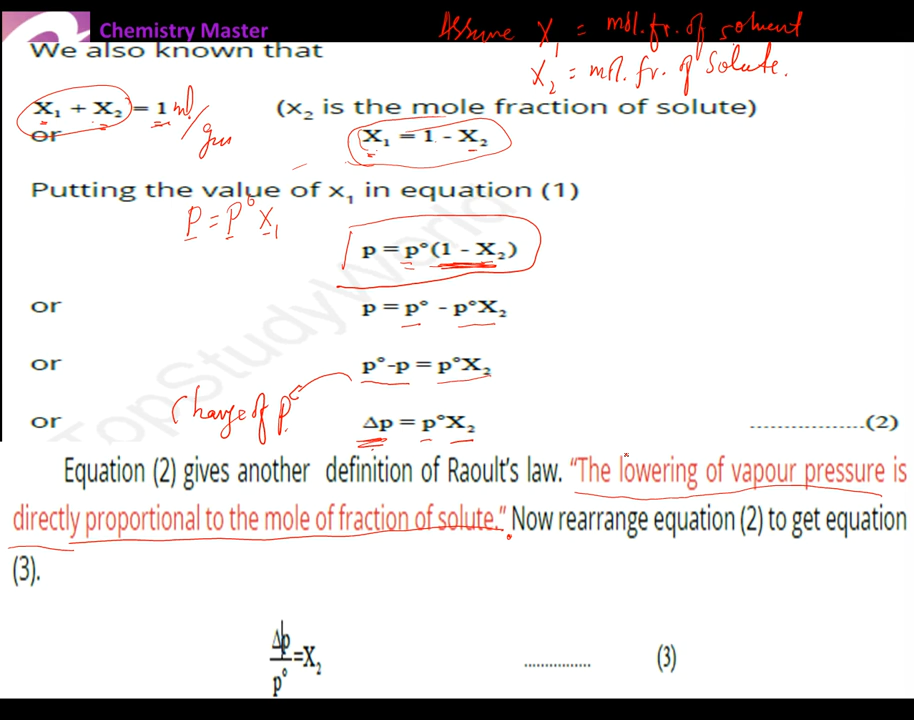 Chemistry Master
Assume X₁ = mol. fr. of solvent
X₂ = mol. fr. of Solute.
We also known that
X₁ + X₂ = 1 (x₂ is the mole fraction of solute)
or X₁ = 1 - X₂
Putting the value of x₁ in equation (1)
P = P° X₁
p = p°(1 - X₂)
or p = p° - p°X₂
or p° -p = p°X₂
Change of P
or Δp = p°X₂ ....................(2)
Equation (2) gives another definition of Raoult's law. “The lowering of vapour pressure is
directly proportional to the mole of fraction of solute.” Now rearrange equation (2) to get equation
(3).
Δp/p° =X₂ ................ (3)
TopStudyWorld